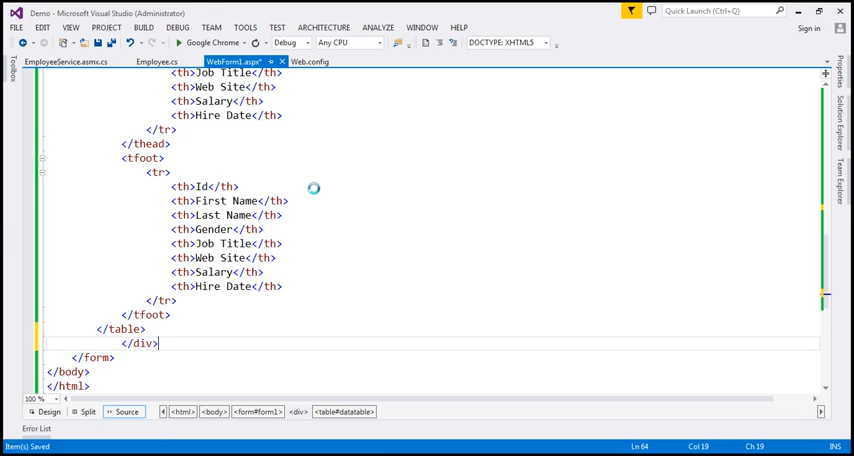 Demo - Microsoft Visual Studio (Administrator)
Quick Launch (Ctrl+Q)
FILE EDIT VIEW PROJECT BUILD DEBUG TEAM TOOLS TEST ARCHITECTURE ANALYZE WINDOW HELP
Sign in
Google Chrome Debug Any CPU DOCTYPE: XHTML5
Toolbox
EmployeeService.asmx.cs Employee.cs WebForm1.aspx* Web.config
Properties
Solution Explorer
Team Explorer
<th>Job Title</th>
<th>Web Site</th>
<th>Salary</th>
<th>Hire Date</th>
</tr>
</thead>
<tfoot>
<tr>
<th>Id</th>
<th>First Name</th>
<th>Last Name</th>
<th>Gender</th>
<th>Job Title</th>
<th>Web Site</th>
<th>Salary</th>
<th>Hire Date</th>
</tr>
</tfoot>
</table>
</div>
</form>
</body>
</html>
100 %
Design Split Source <html> <body> <form#form1> <div> <table#datatable>
Error List
Item(s) Saved Ln 64 Col 19 Ch 19 INS